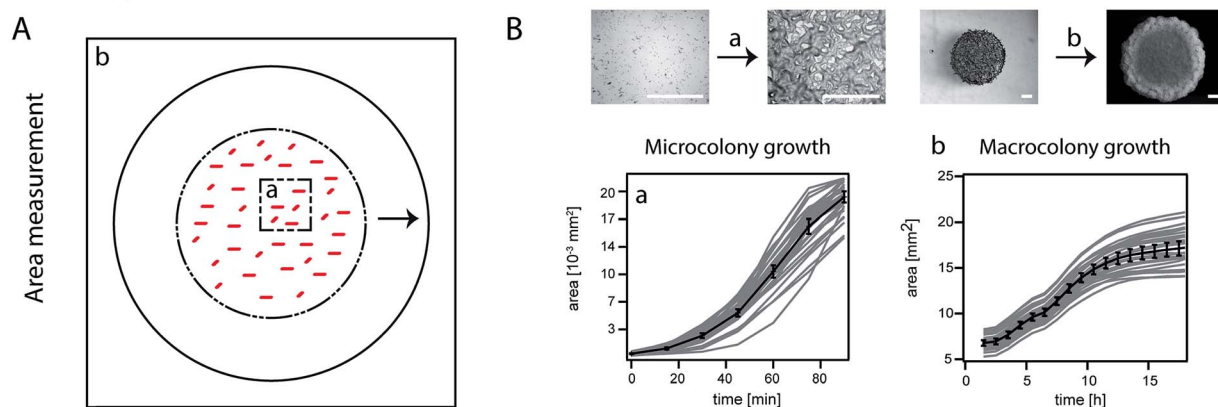 A
Area measurement
b
a
B
a
b
Microcolony growth
a
area [10⁻³ mm²]
20
17
14
10
7
3
0 20 40 60 80
time [min]
b Macrocolony growth
area [mm²]
25
20
15
10
5
0 5 10 15
time [h]